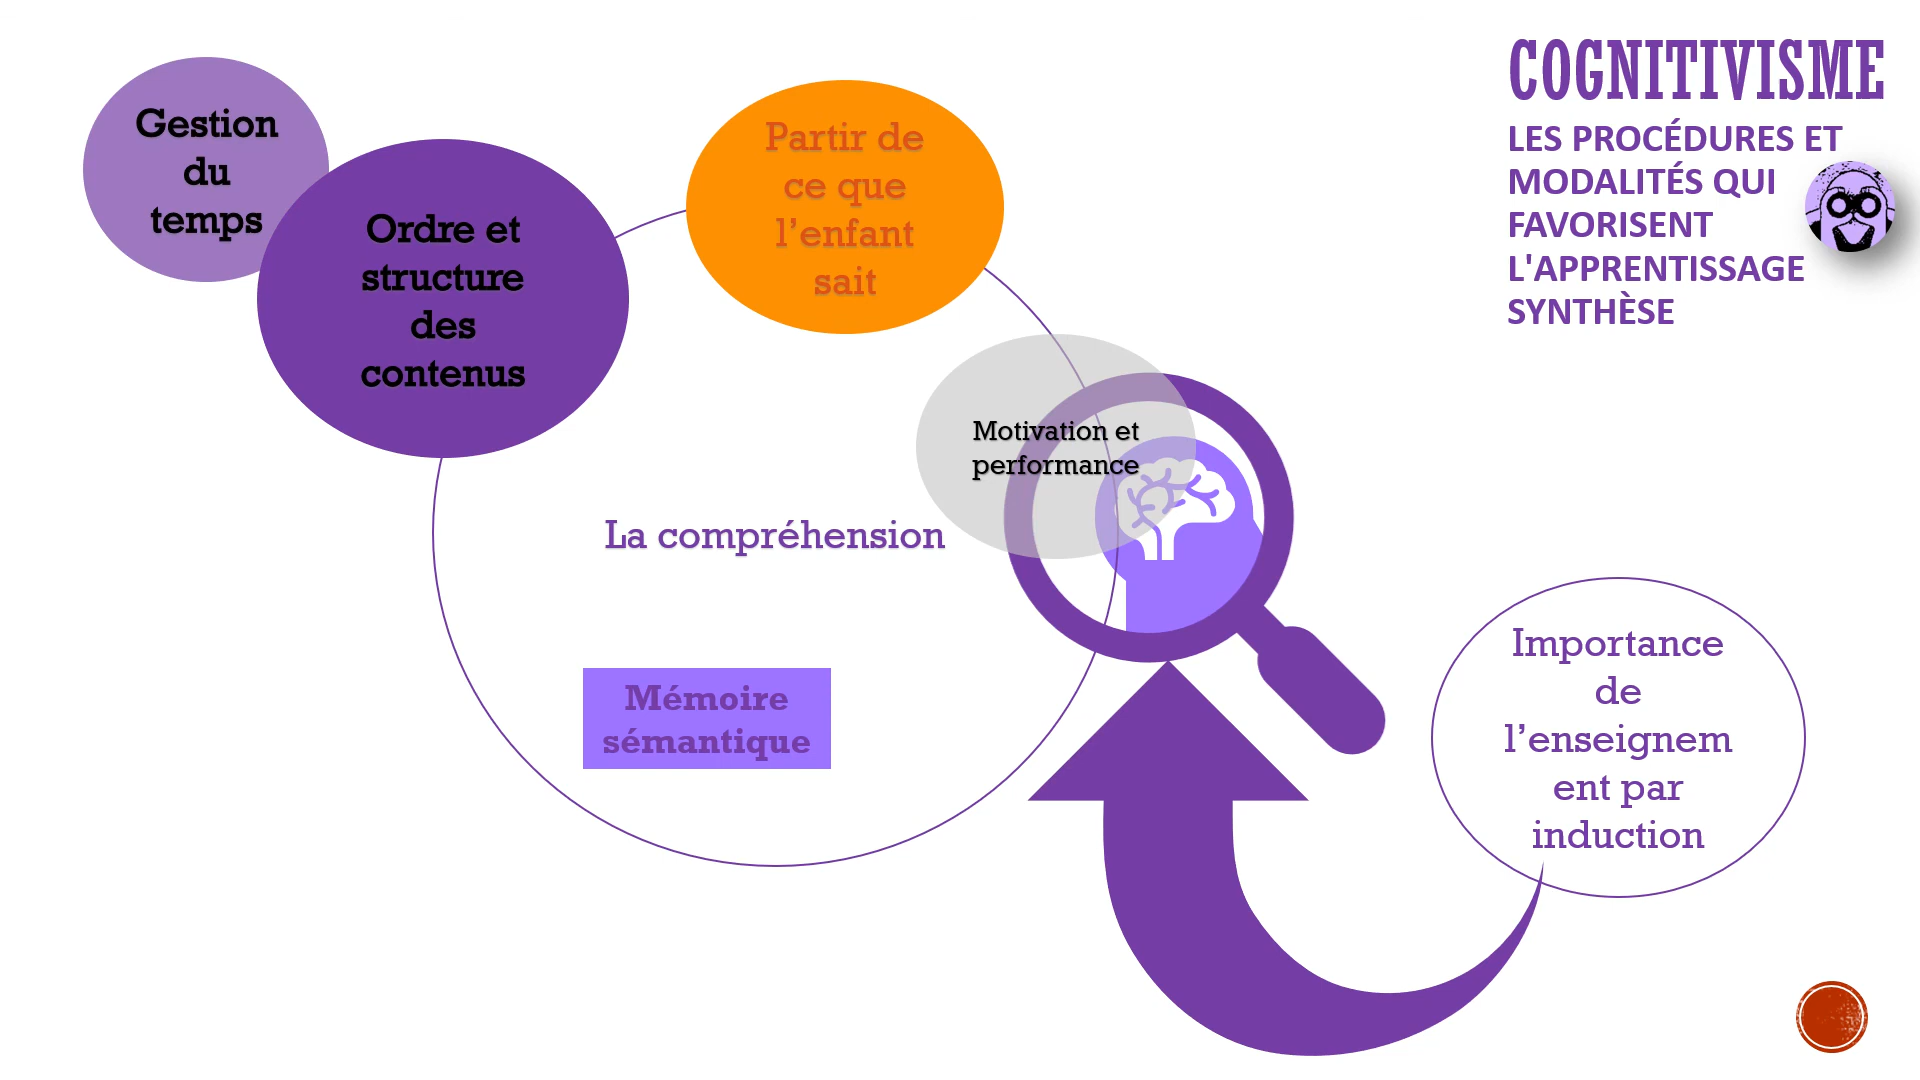 COGNITIVISME
LES PROCÉDURES ET
MODALITÉS QUI
FAVORISENT
L'APPRENTISSAGE
SYNTHÈSE
Gestion
du
temps
Ordre et
structure
des
contenus
Partir de
ce que
l’enfant
sait
Motivation et
performance
La compréhension
Mémoire
sémantique
Importance
de
l’enseignem
ent par
induction